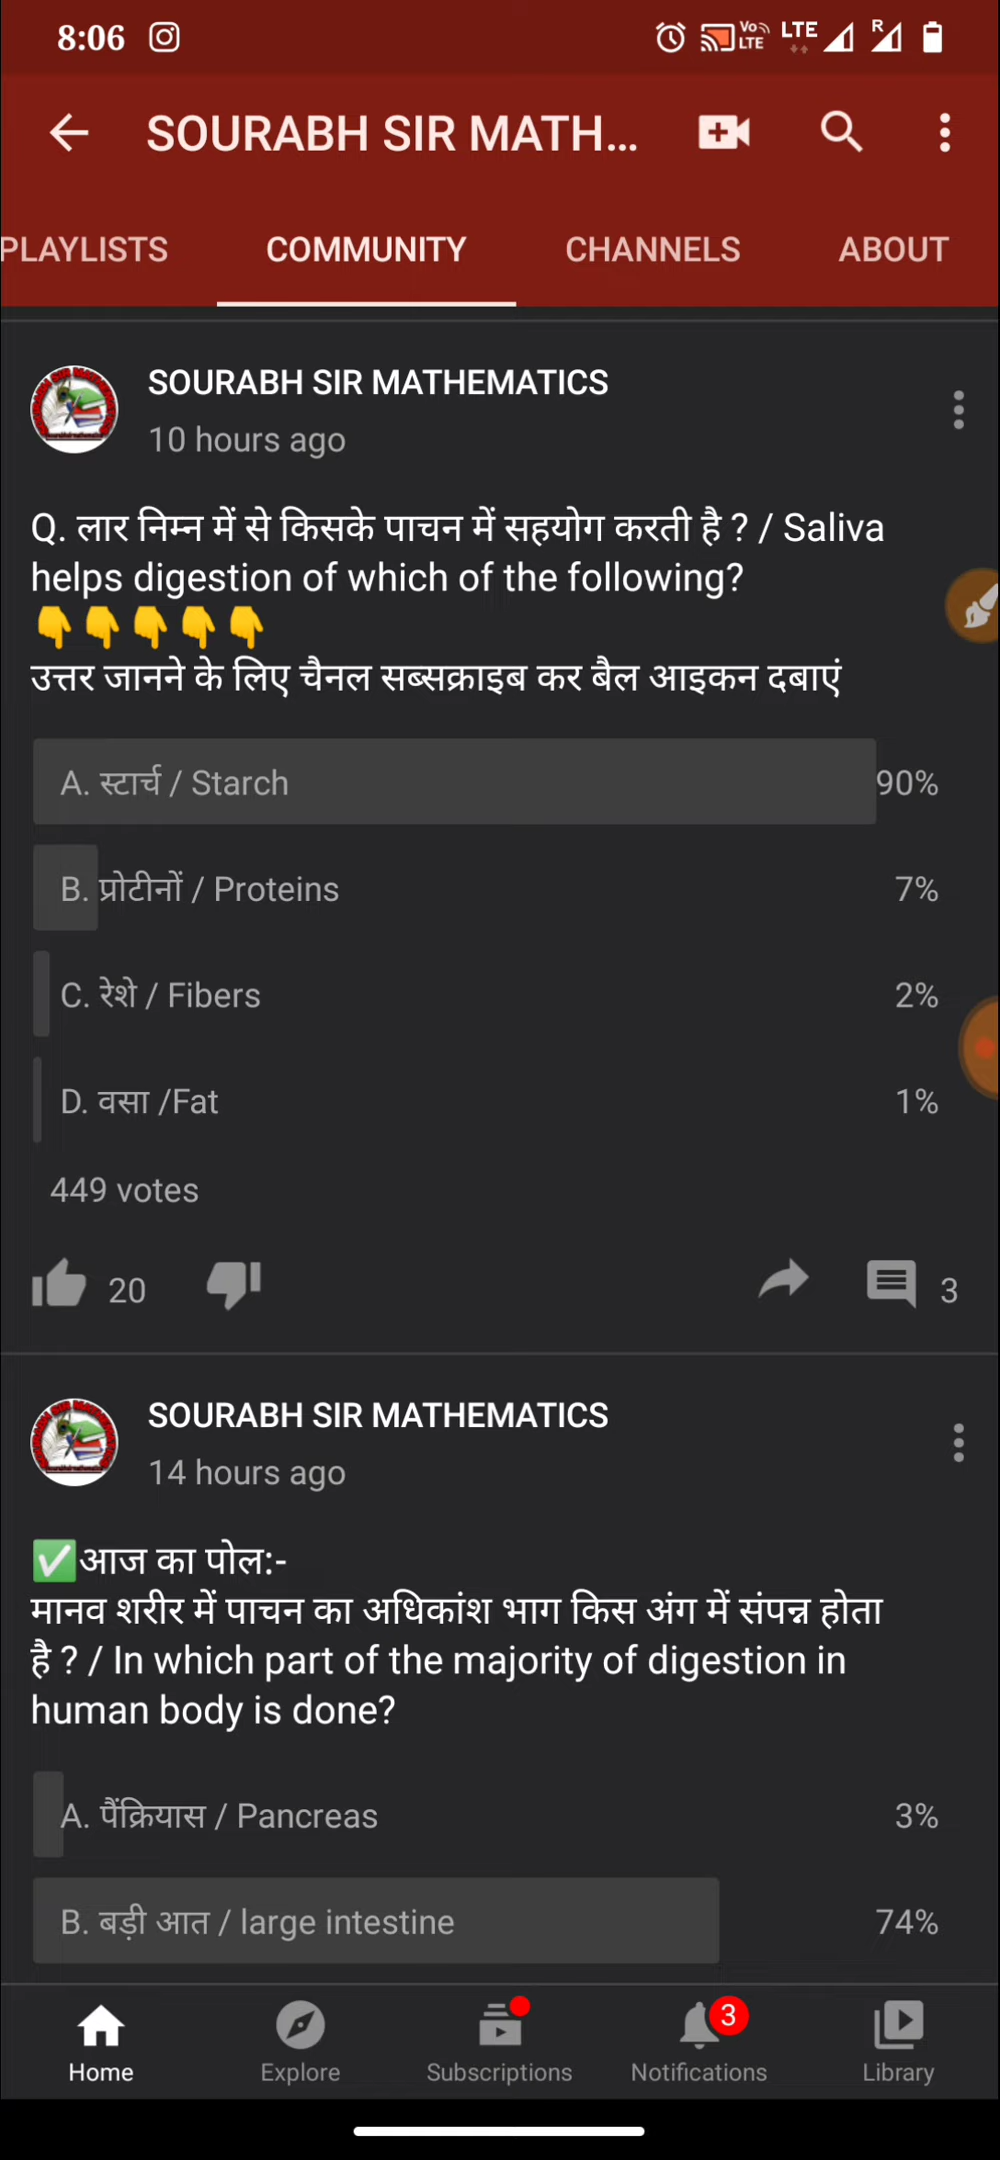 8:06 Vo LTE LTE R
SOURABH SIR MATH...
PLAYLISTS COMMUNITY CHANNELS ABOUT
SOURABH SIR MATHEMATICS
10 hours ago
Q. लार निम्न में से किसके पाचन में सहयोग करती है ? / Saliva
helps digestion of which of the following?
👇👇👇👇👇
उत्तर जानने के लिए चैनल सब्सक्राइब कर बैल आइकन दबाएं
A. स्टार्च / Starch 90%
B. प्रोटीनों / Proteins 7%
C. रेशे / Fibers 2%
D. वसा /Fat 1%
449 votes
20 3
SOURABH SIR MATHEMATICS
14 hours ago
✅आज का पोल:-
मानव शरीर में पाचन का अधिकांश भाग किस अंग में संपन्न होता
है ? / In which part of the majority of digestion in
human body is done?
A. पैंक्रियास / Pancreas 3%
B. बड़ी आत / large intestine 74%
3
Home Explore Subscriptions Notifications Library